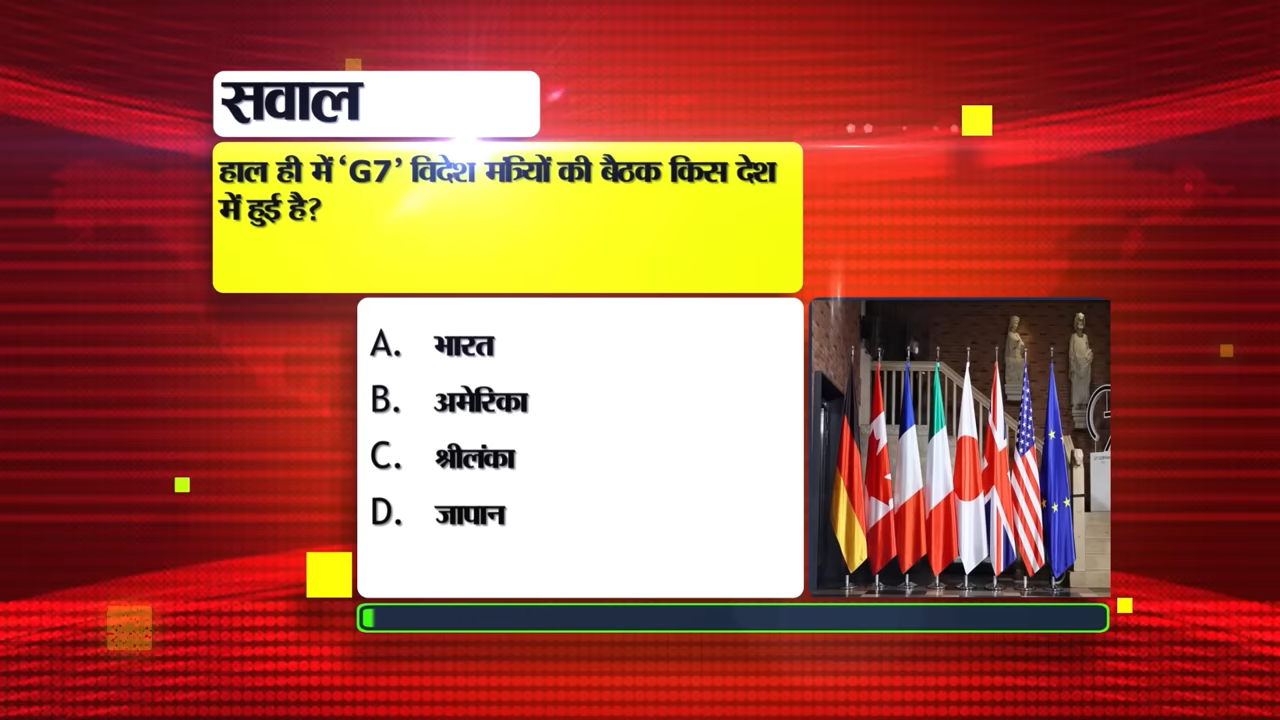 सवाल
हाल ही में ‘G7’ विदेश मंत्रियों की बैठक किस देश
में हुई है?
A. भारत
B. अमेरिका
C. श्रीलंका
D. जापान